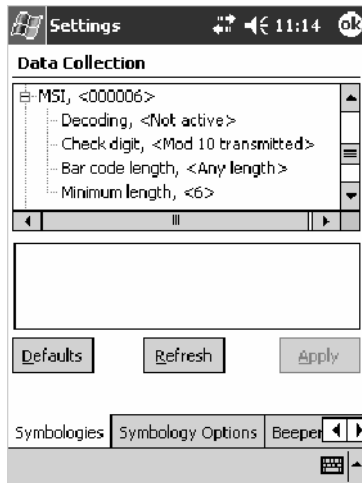 Settings 11:14 ok
Data Collection
MSI, <000006>
Decoding, <Not active>
Check digit, <Mod 10 transmitted>
Bar code length, <Any length>
Minimum length, <6>
Defaults Refresh Apply
Symbologies Symbology Options Beeper